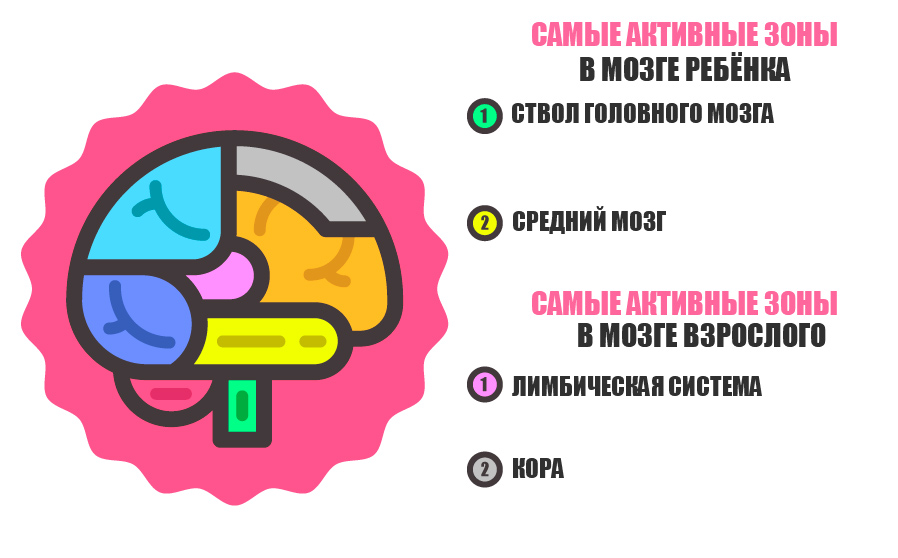 САМЫЕ АКТИВНЫЕ ЗОНЫ
В МОЗГЕ РЕБЁНКА
1 СТВОЛ ГОЛОВНОГО МОЗГА
2 СРЕДНИЙ МОЗГ
САМЫЕ АКТИВНЫЕ ЗОНЫ
В МОЗГЕ ВЗРОСЛОГО
1 ЛИМБИЧЕСКАЯ СИСТЕМА
2 КОРА